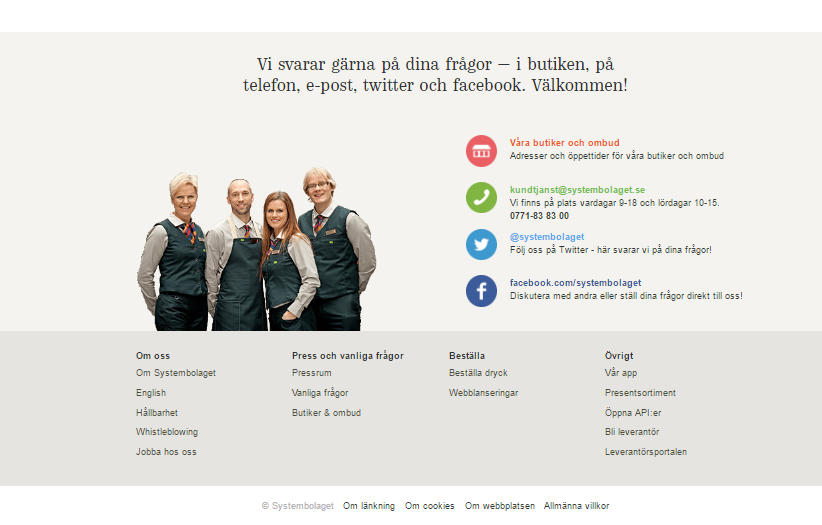 Vi svarar gärna på dina frågor – i butiken, på
telefon, e-post, twitter och facebook. Välkommen!
Våra butiker och ombud
Adresser och öppettider för våra butiker och ombud
kundtjanst@systembolaget.se
Vi finns på plats vardagar 9-18 och lördagar 10-15.
0771-83 83 00
@systembolaget
Följ oss på Twitter - här svarar vi på dina frågor!
facebook.com/systembolaget
Diskutera med andra eller ställ dina frågor direkt till oss!
Om oss
Om Systembolaget
English
Hållbarhet
Whistleblowing
Jobba hos oss
Press och vanliga frågor
Pressrum
Vanliga frågor
Butiker & ombud
Beställa
Beställa dryck
Webblanseringar
Övrigt
Vår app
Presentsortiment
Öppna API:er
Bli leverantör
Leverantörsportalen
© Systembolaget Om länkning Om cookies Om webbplatsen Allmänna villkor